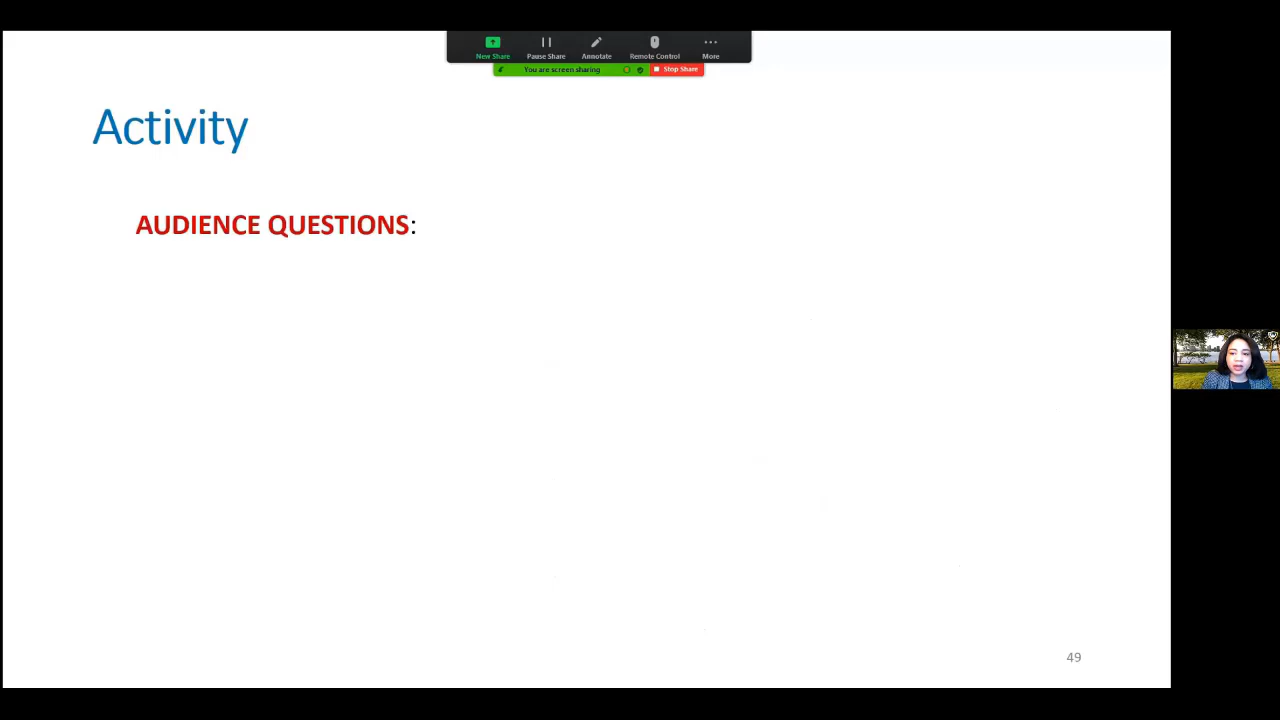 New Share Pause Share Annotate Remote Control More
You are screen sharing Stop Share
Activity
AUDIENCE QUESTIONS:
49